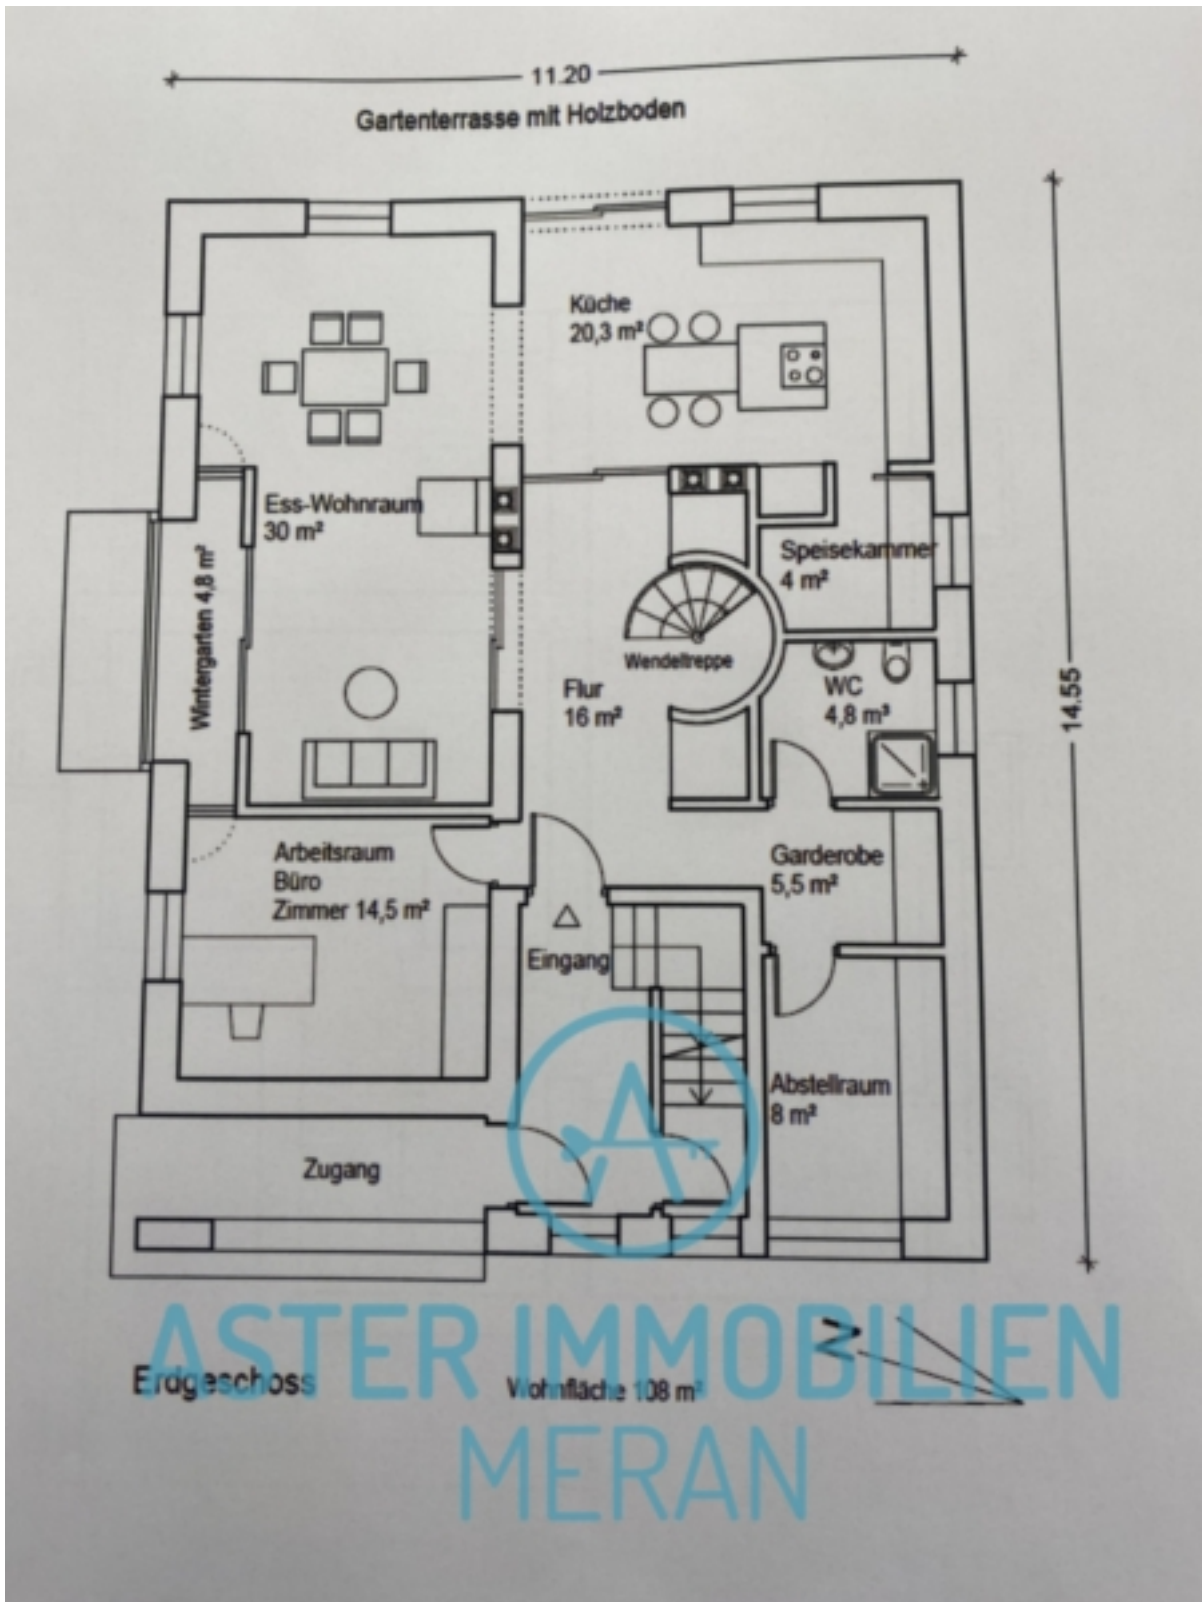 11.20
Gartenterrasse mit Holzboden
Küche
20,3 m²
Ess-Wohnraum
30 m²
Speisekammer
4 m²
Wintergarten 4,8 m²
Wendeltreppe
Flur
16 m²
WC
4,8 m³
14.55
Arbeitsraum
Büro
Zimmer 14,5 m²
Garderobe
5,5 m²
Eingang
Abstellraum
8 m²
Zugang
N
ASTER IMMOBILIEN
MERAN
Erdgeschoss
Wohnfläche 108 m²